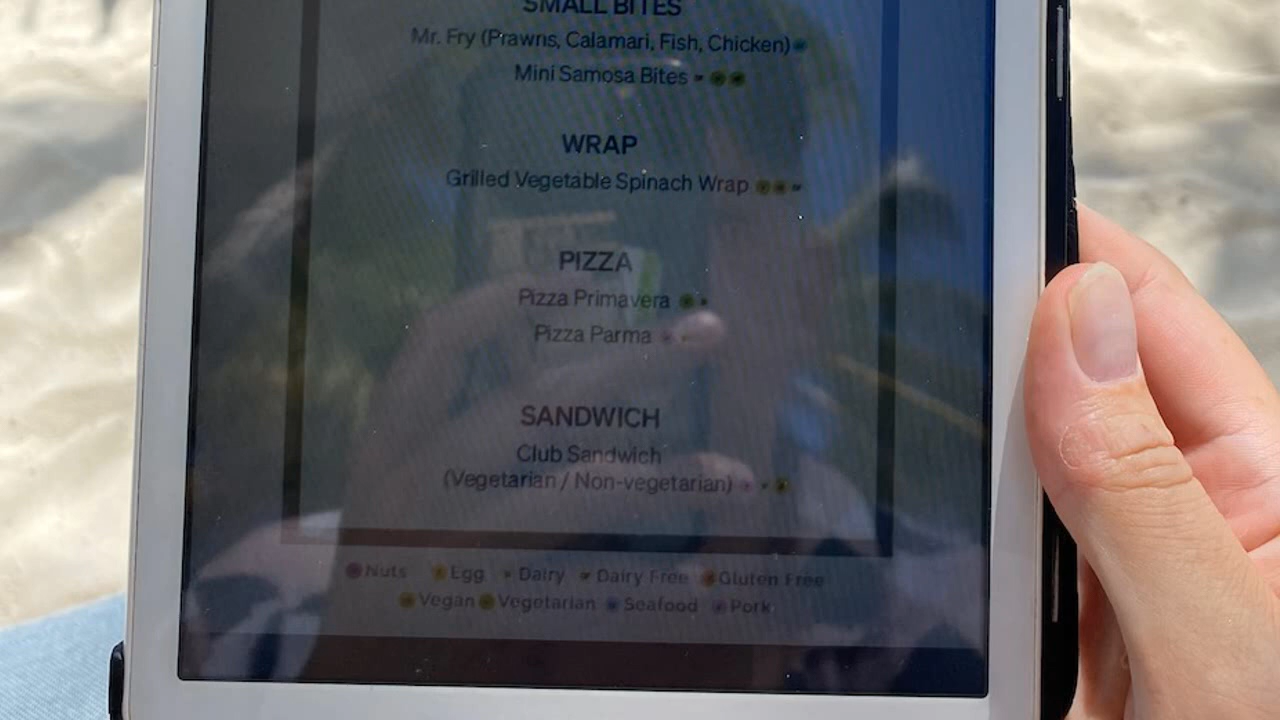 SMALL BITES
Mr. Fry (Prawns, Calamari, Fish, Chicken)
Mini Samosa Bites
WRAP
Grilled Vegetable Spinach Wrap
PIZZA
Pizza Primavera
Pizza Parma
SANDWICH
Club Sandwich
(Vegetarian / Non-vegetarian)
Nuts Egg Dairy Dairy Free Gluten Free
Vegan Vegetarian Seafood Pork